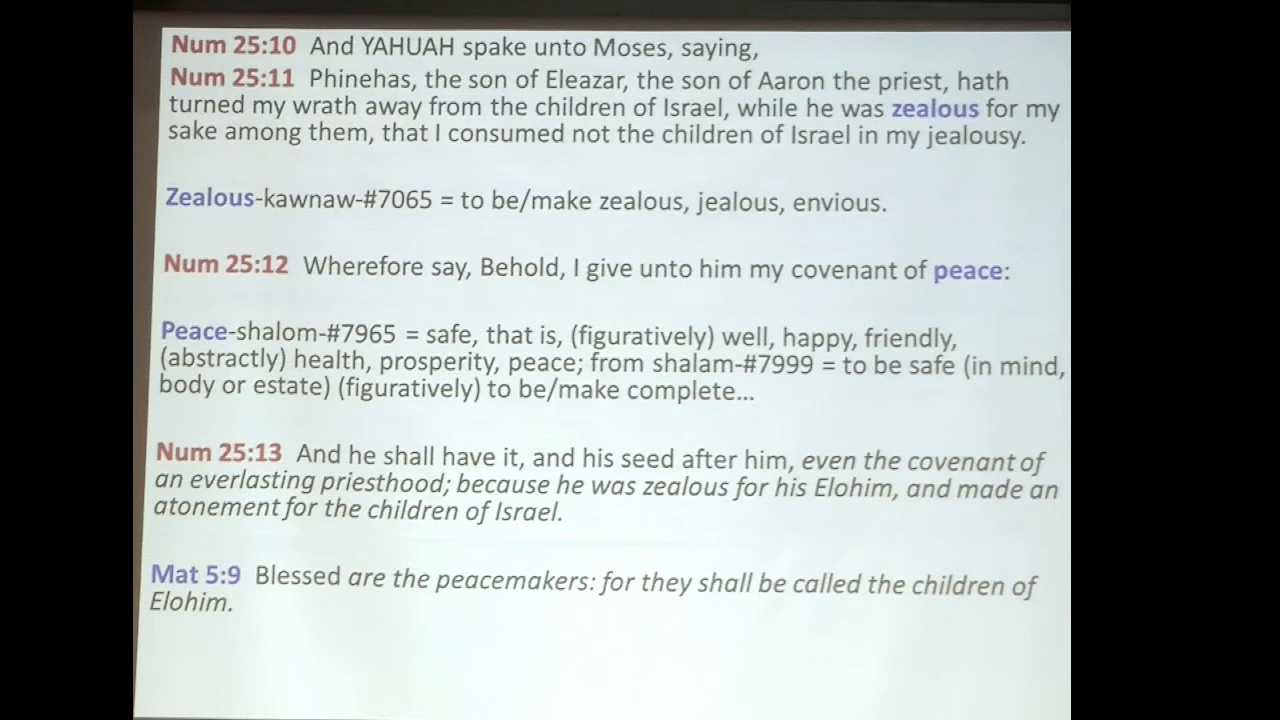 Num 25:10 And YAHUAH spake unto Moses, saying,
Num 25:11 Phinehas, the son of Eleazar, the son of Aaron the priest, hath
turned my wrath away from the children of Israel, while he was zealous for my
sake among them, that I consumed not the children of Israel in my jealousy.
Zealous-kawnaw-#7065 = to be/make zealous, jealous, envious.
Num 25:12 Wherefore say, Behold, I give unto him my covenant of peace:
Peace-shalom-#7965 = safe, that is, (figuratively) well, happy, friendly,
(abstractly) health, prosperity, peace; from shalam-#7999 = to be safe (in mind,
body or estate) (figuratively) to be/make complete...
Num 25:13 And he shall have it, and his seed after him, even the covenant of
an everlasting priesthood; because he was zealous for his Elohim, and made an
atonement for the children of Israel.
Mat 5:9 Blessed are the peacemakers: for they shall be called the children of
Elohim.